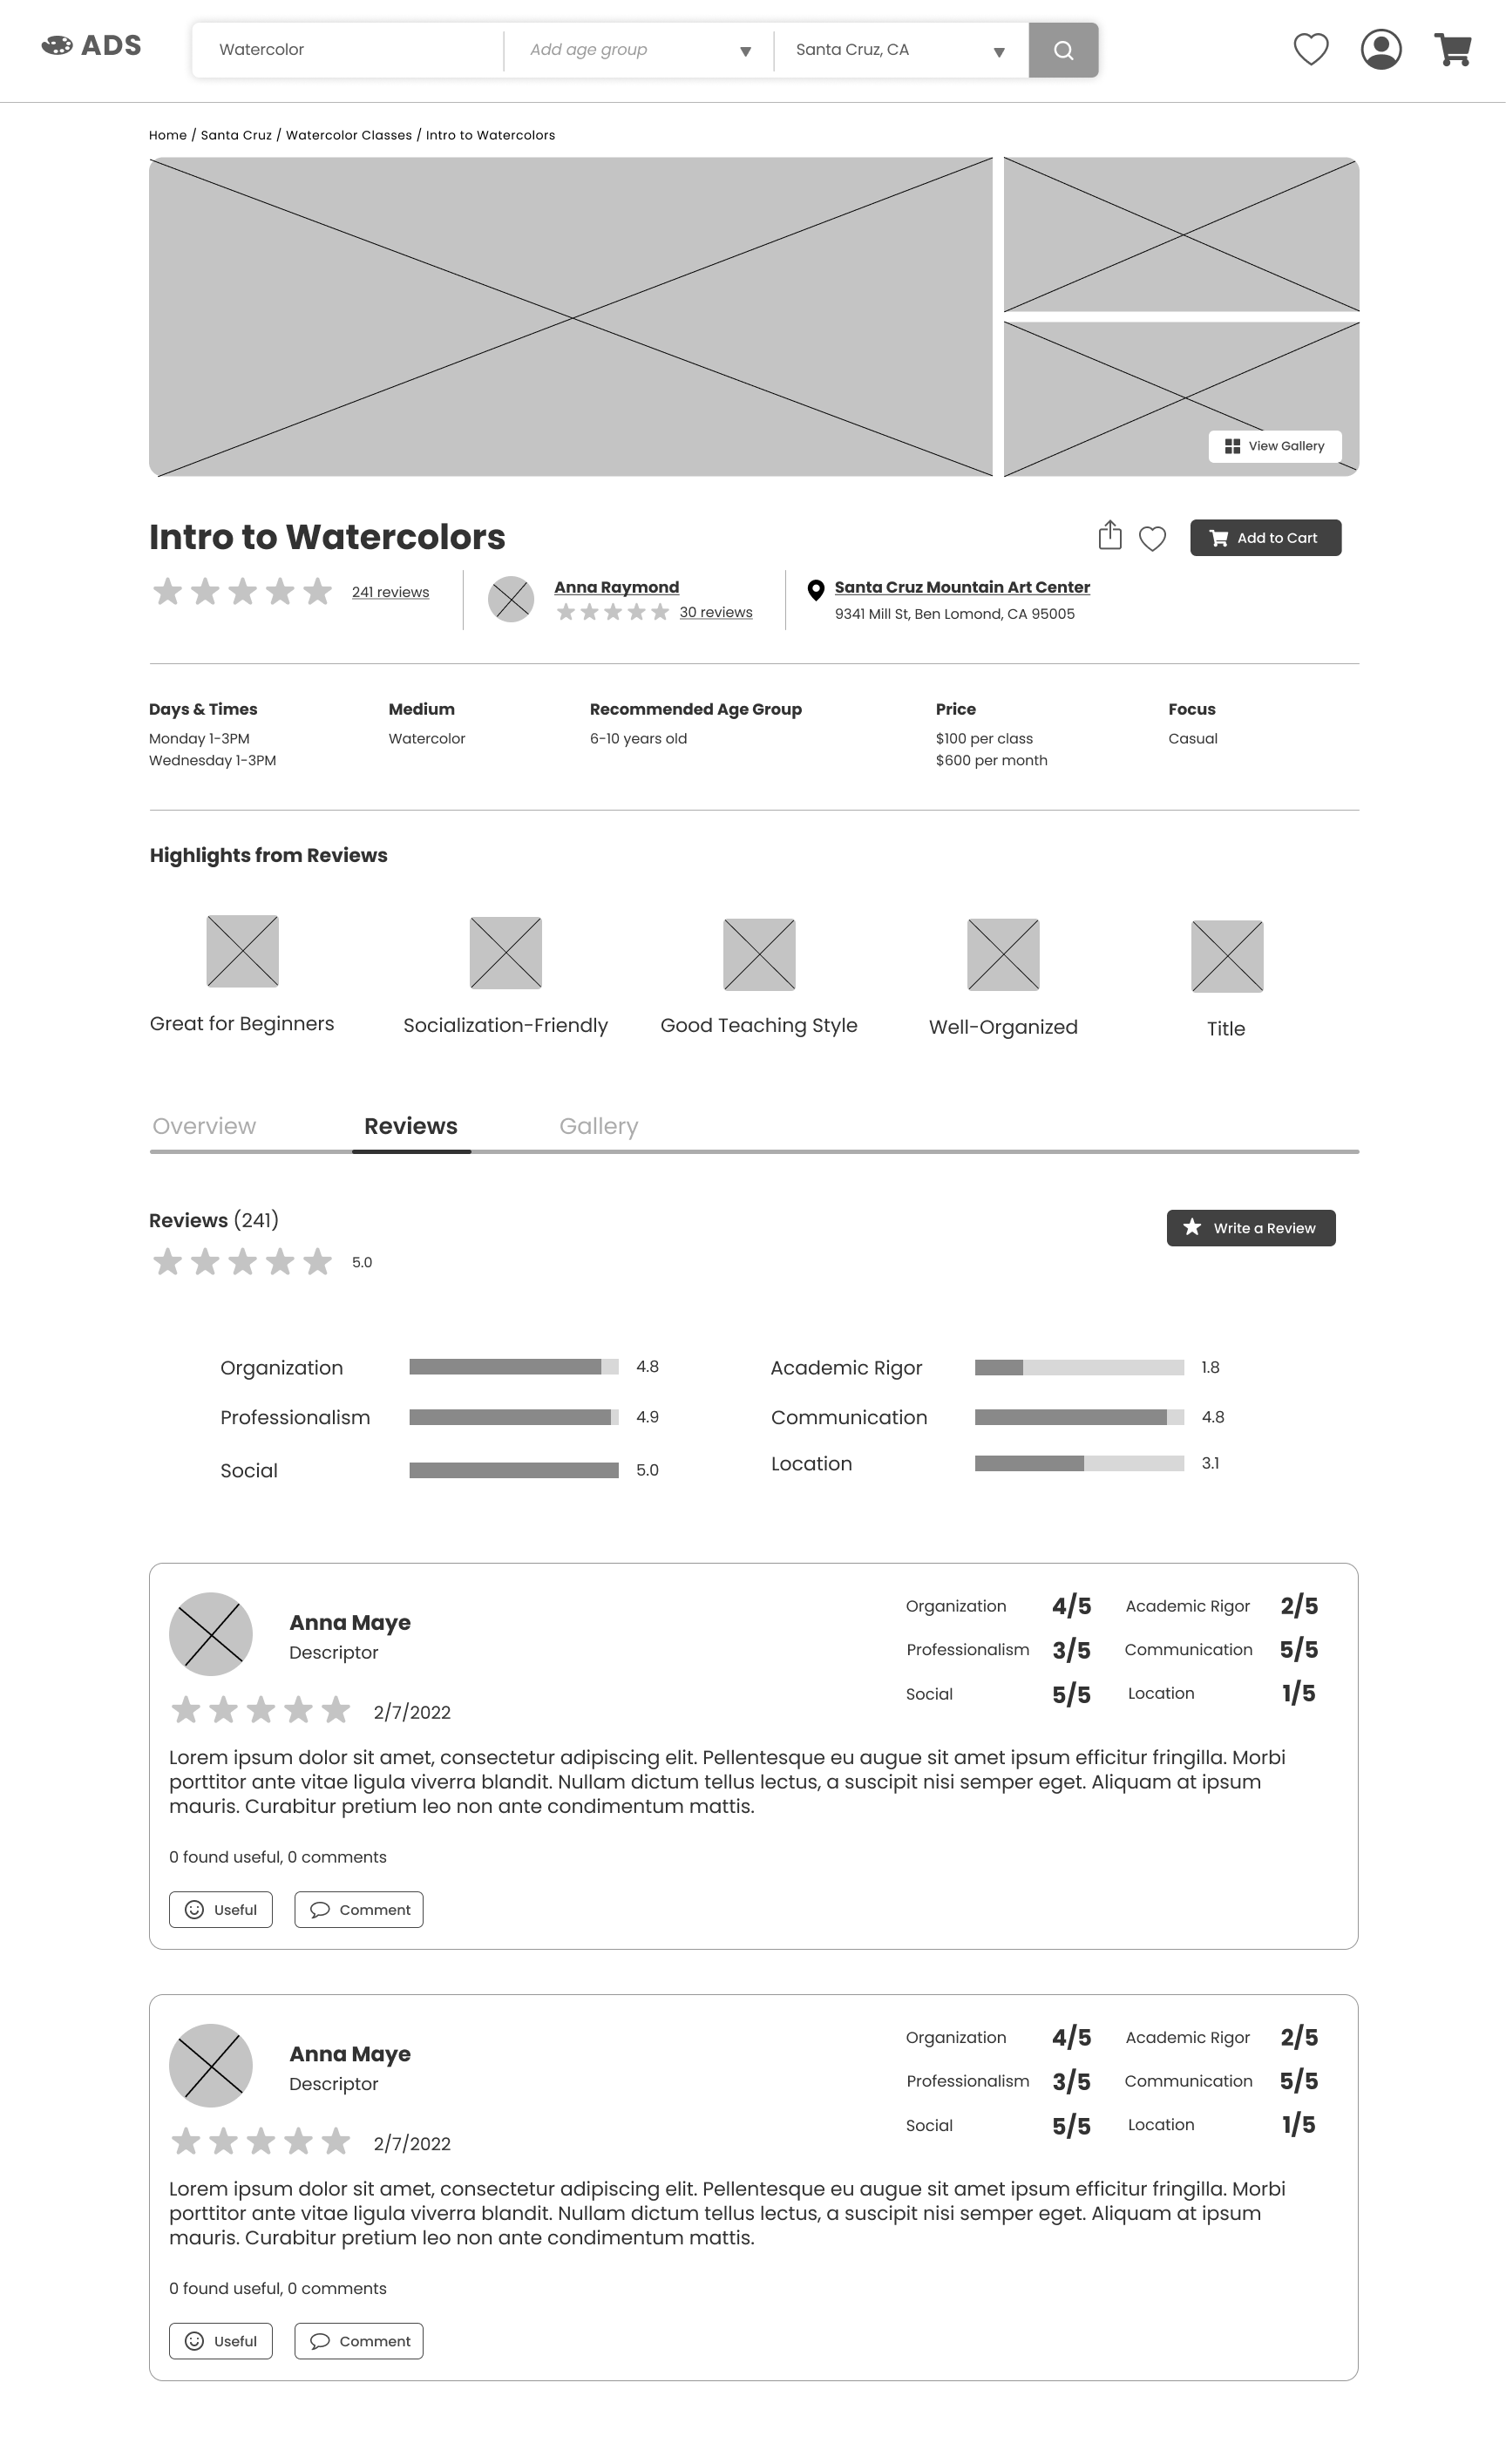 ADS
Watercolor
Add age group
Santa Cruz, CA
Home / Santa Cruz / Watercolor Classes / Intro to Watercolors
View Gallery
Intro to Watercolors
Add to Cart
241 reviews
Anna Raymond
30 reviews
Santa Cruz Mountain Art Center
9341 Mill St, Ben Lomond, CA 95005
Days & Times
Monday 1-3PM
Wednesday 1-3PM
Medium
Watercolor
Recommended Age Group
6-10 years old
Price
$100 per class
$600 per month
Focus
Casual
Highlights from Reviews
Great for Beginners
Socialization-Friendly
Good Teaching Style
Well-Organized
Title
Overview
Reviews
Gallery
Reviews (241)
Write a Review
5.0
Organization 4.8
Academic Rigor 1.8
Professionalism 4.9
Communication 4.8
Social 5.0
Location 3.1
Anna Maye
Descriptor
2/7/2022
Organization 4/5 Academic Rigor 2/5
Professionalism 3/5 Communication 5/5
Social 5/5 Location 1/5
Lorem ipsum dolor sit amet, consectetur adipiscing elit. Pellentesque eu augue sit amet ipsum efficitur fringilla. Morbi
porttitor ante vitae ligula viverra blandit. Nullam dictum tellus lectus, a suscipit nisi semper eget. Aliquam at ipsum
mauris. Curabitur pretium leo non ante condimentum mattis.
0 found useful, 0 comments
Useful
Comment
Anna Maye
Descriptor
2/7/2022
Organization 4/5 Academic Rigor 2/5
Professionalism 3/5 Communication 5/5
Social 5/5 Location 1/5
Lorem ipsum dolor sit amet, consectetur adipiscing elit. Pellentesque eu augue sit amet ipsum efficitur fringilla. Morbi
porttitor ante vitae ligula viverra blandit. Nullam dictum tellus lectus, a suscipit nisi semper eget. Aliquam at ipsum
mauris. Curabitur pretium leo non ante condimentum mattis.
0 found useful, 0 comments
Useful
Comment